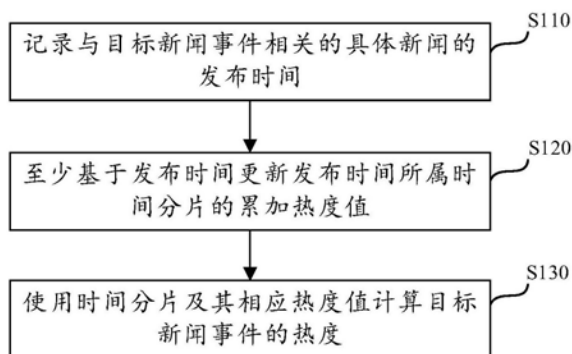 S110
记录与目标新闻事件相关的具体新闻的
发布时间
S120
至少基于发布时间更新发布时间所属时
间分片的累加热度值
S130
使用时间分片及其相应热度值计算目标
新闻事件的热度